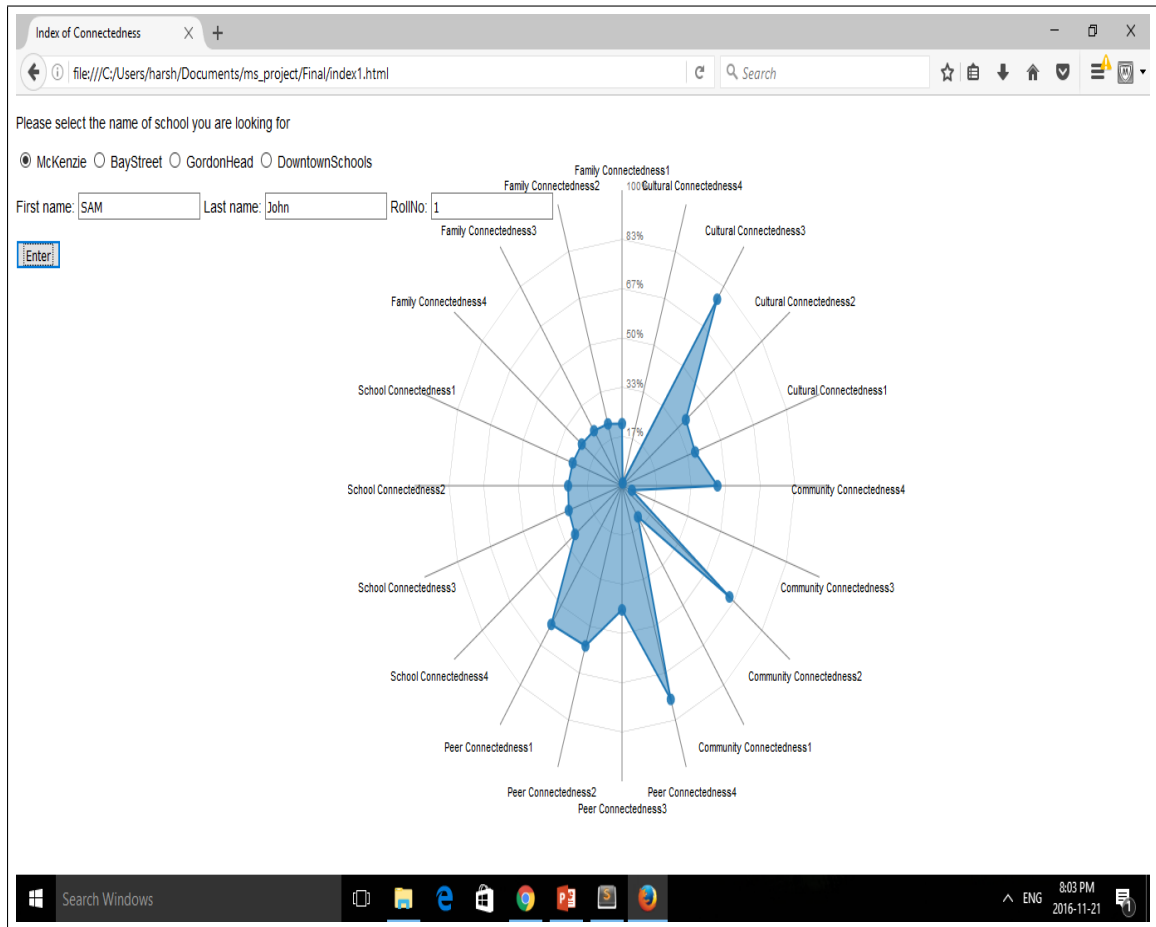 Index of Connectedness
file:///C:/Users/harsh/Documents/ms_project/Final/index1.html
Search
Please select the name of school you are looking for
McKenzie BayStreet GordonHead DowntownSchools
First name: SAM Last name: John RollNo: 1
Enter
Family Connectedness1
Family Connectedness2
100%
Cultural Connectedness4
Family Connectedness3
83%
Cultural Connectedness3
67%
Family Connectedness4
Cultural Connectedness2
50%
School Connectedness1
33%
Cultural Connectedness1
17%
School Connectedness2
Community Connectedness4
School Connectedness3
Community Connectedness3
School Connectedness4
Community Connectedness2
Peer Connectedness1
Community Connectedness1
Peer Connectedness2
Peer Connectedness4
Peer Connectedness3
Search Windows
ENG
8:03 PM
2016-11-21
1